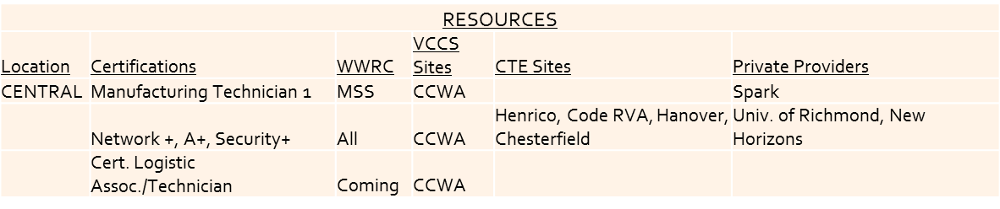 RESOURCES
Location Certifications WWRC VCCS Sites CTE Sites Private Providers
CENTRAL Manufacturing Technician 1 MSS CCWA Spark
Network +, A+, Security+ All CCWA Henrico, Code RVA, Hanover, Chesterfield Univ. of Richmond, New Horizons
Cert. Logistic Assoc./Technician Coming CCWA